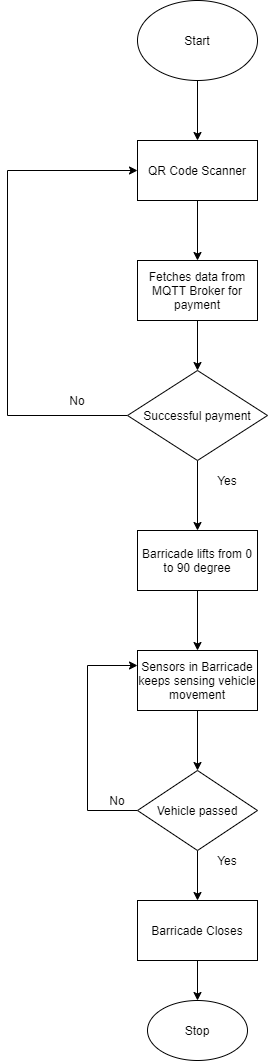 Start
QR Code Scanner
Fetches data from
MQTT Broker for
payment
No
Successful payment
Yes
Barricade lifts from 0
to 90 degree
Sensors in Barricade
keeps sensing vehicle
movement
No
Vehicle passed
Yes
Barricade Closes
Stop